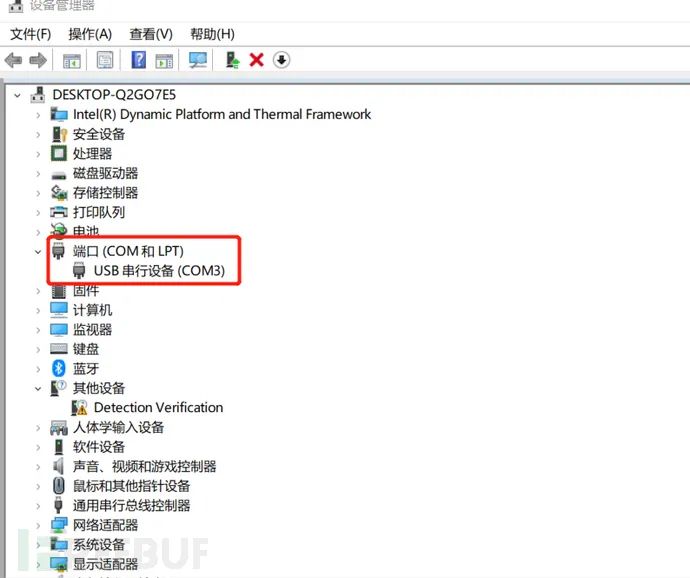 设备管理器
文件(F) 操作(A) 查看(V) 帮助(H)
DESKTOP-Q2GO7E5
Intel(R) Dynamic Platform and Thermal Framework
安全设备
处理器
磁盘驱动器
存储控制器
打印队列
电池
端口 (COM 和 LPT)
USB 串行设备 (COM3)
固件
计算机
监视器
键盘
蓝牙
其他设备
Detection Verification
人体学输入设备
软件设备
声音、视频和游戏控制器
鼠标和其他指针设备
通用串行总线控制器
网络适配器
系统设备
显示适配器